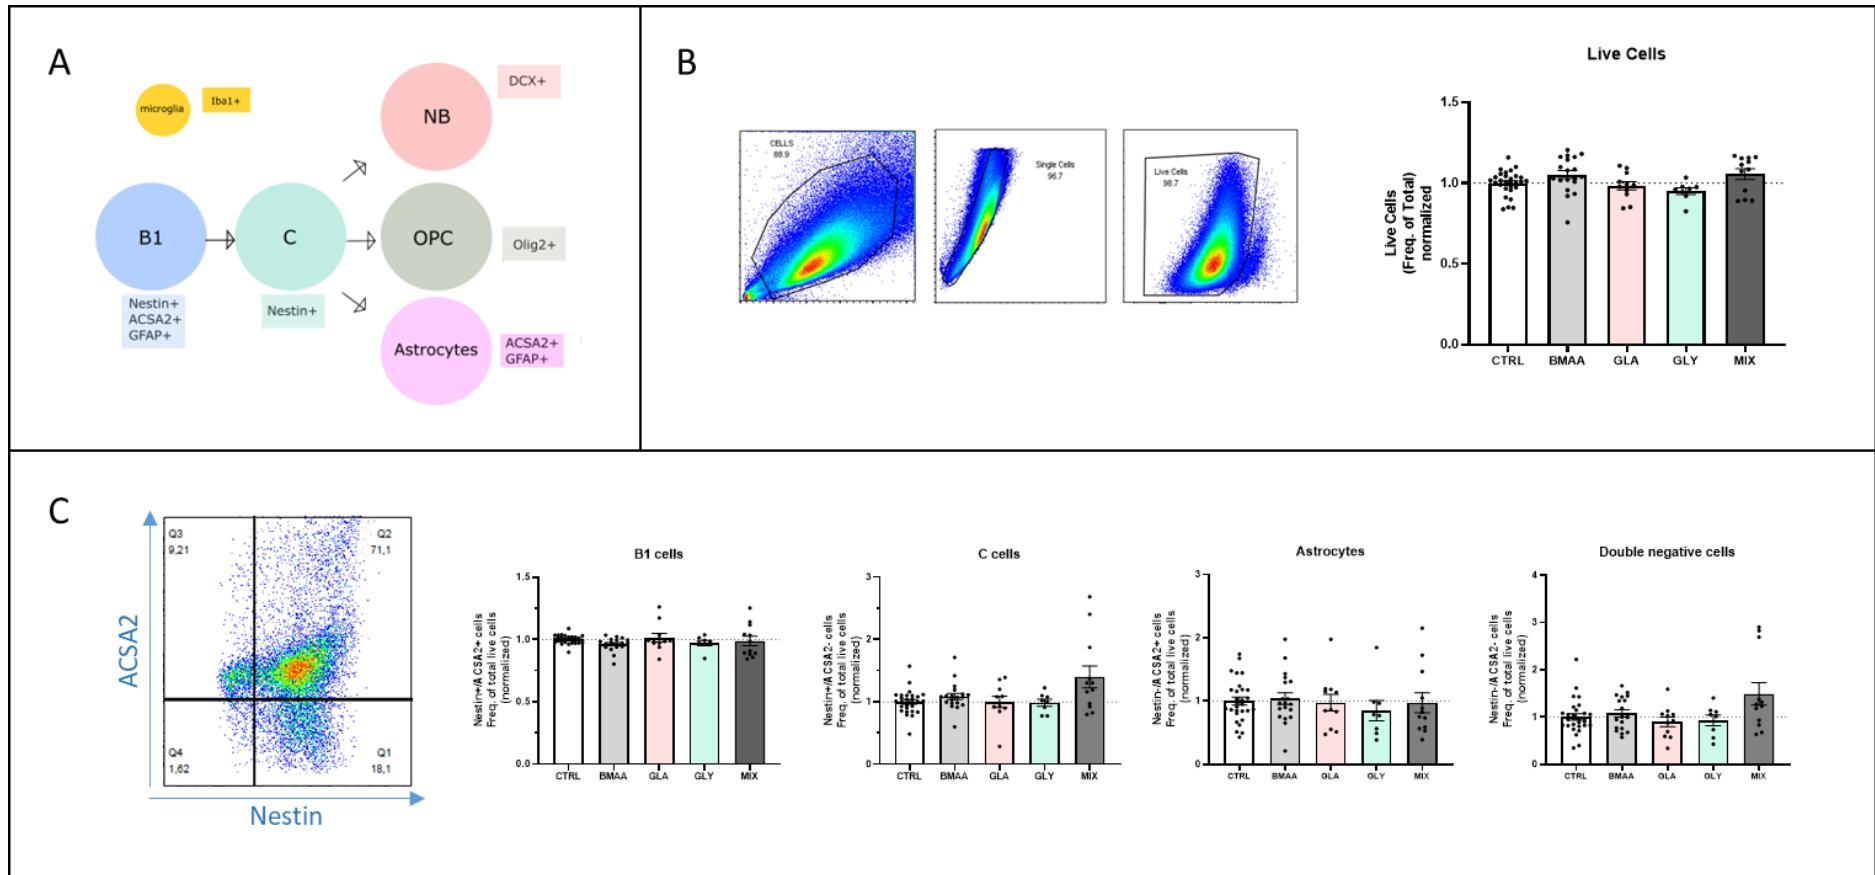 A
microglia
Iba1+
NB
DCX+
B1
C
OPC
Olig2+
Nestin+
ACSA2+
GFAP+
Nestin+
Astrocytes
ACSA2+
GFAP+
B
CELLS
88.9
Single Cells
96.7
Live Cells
98.7
Live Cells
Live Cells
(Freq. of Total)
normalized
1.5
1.0
0.5
0.0
CTRL BMAA GLA GLY MIX
C
ACSA2
Q3
9,21
Q2
71,1
Q4
1,62
Q1
18,1
Nestin
B1 cells
Nestin+/ACSA2+ cells
Freq. of total live cells
(normalized)
1.5
1.0
0.5
0.0
CTRL BMAA GLA GLY MIX
C cells
Nestin+/ACSA2- cells
Freq. of total live cells
(normalized)
3
2
1
0
CTRL BMAA GLA GLY MIX
Astrocytes
Nestin-/ACSA2+ cells
Freq. of total live cells
(normalized)
3
2
1
0
CTRL BMAA GLA GLY MIX
Double negative cells
Nestin-/ACSA2- cells
Freq. of total live cells
(normalized)
4
3
2
1
0
CTRL BMAA GLA GLY MIX